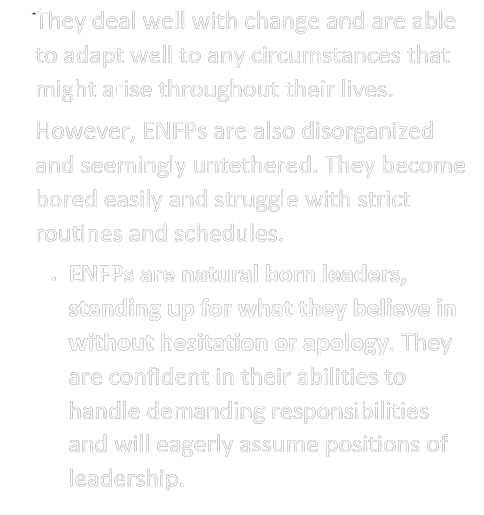 They deal well with change and are able
to adapt well to any circumstances that
might arise throughout their lives.
However, ENFPs are also disorganized
and seemingly untethered. They become
bored easily and struggle with strict
routines and schedules.
. ENFPs are natural born leaders,
standing up for what they believe in
without hesitation or apology. They
are confident in their abilities to
handle demanding responsibilities
and will eagerly assume positions of
leadership.